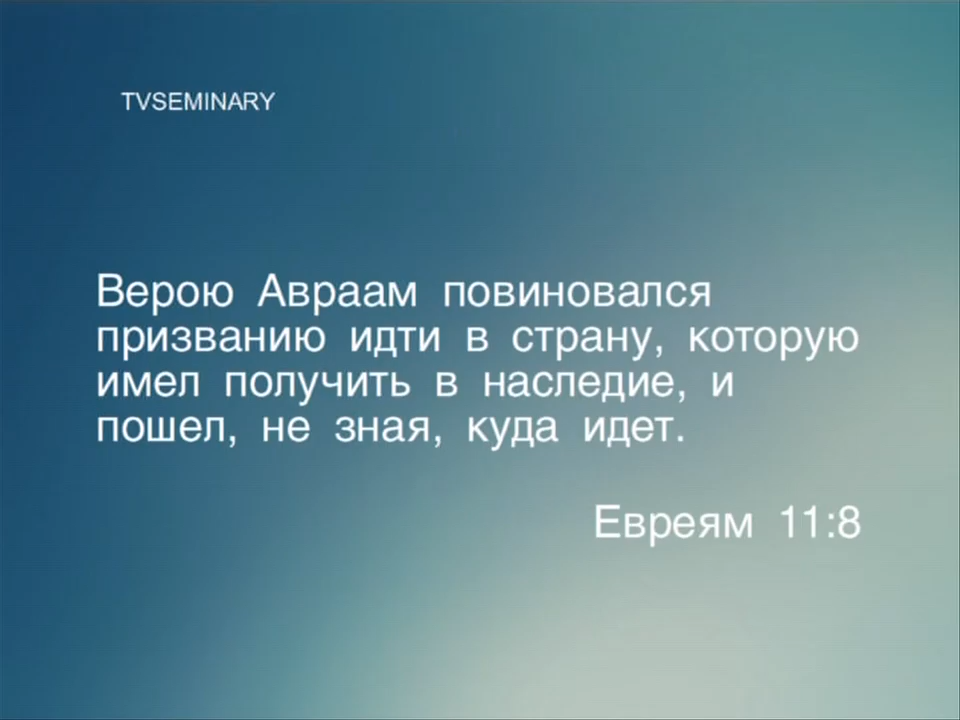 TVSEMINARY
Верою Авраам повиновался
призванию идти в страну, которую
имел получить в наследие, и
пошел, не зная, куда идет.
Евреям 11:8